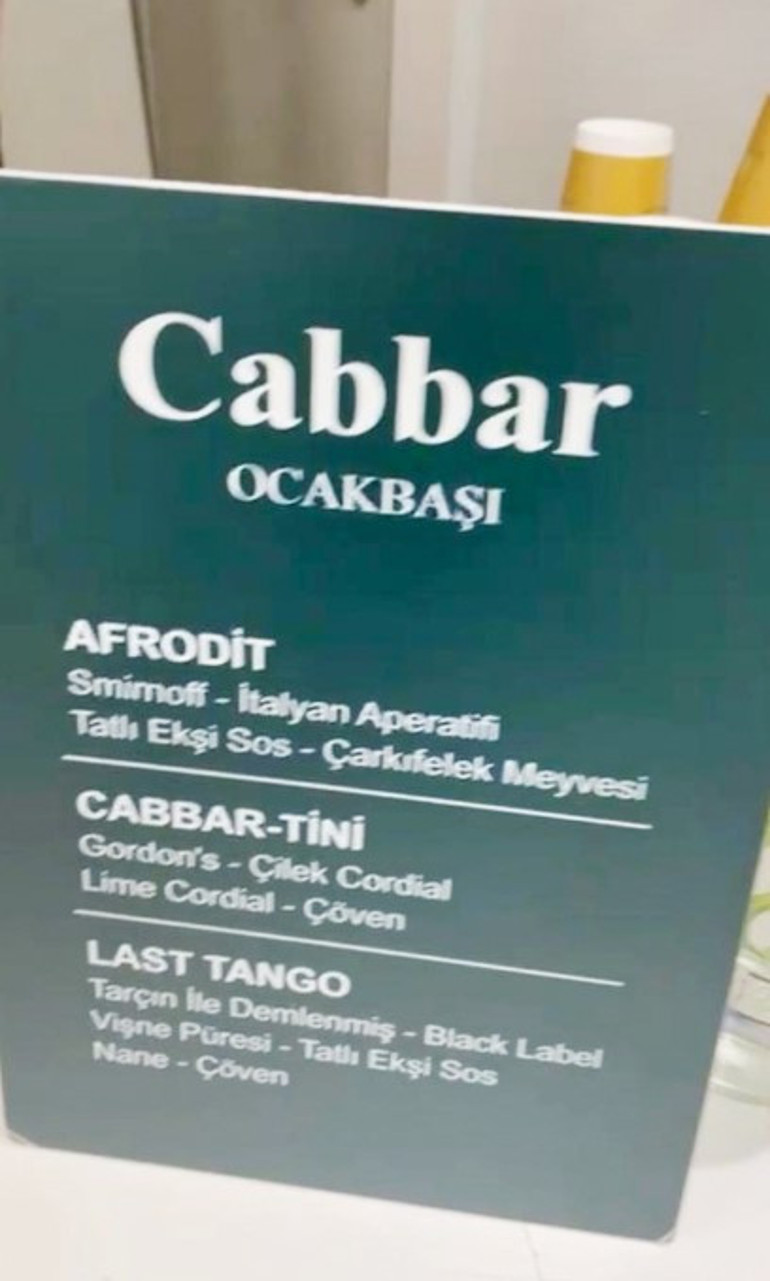 Cabbar
OCAKBAŞI
AFRODİT
Smirnoff - İtalyan Aperatifi
Tatlı Ekşi Sos - Çarkıfelek Meyvesi
CABBAR-TİNİ
Gordon's - Çilek Cordial
Lime Cordial - Çöven
LAST TANGO
Tarçın İle Demlenmiş - Black Label
Vişne Püresi - Tatlı Ekşi Sos
Nane - Çöven